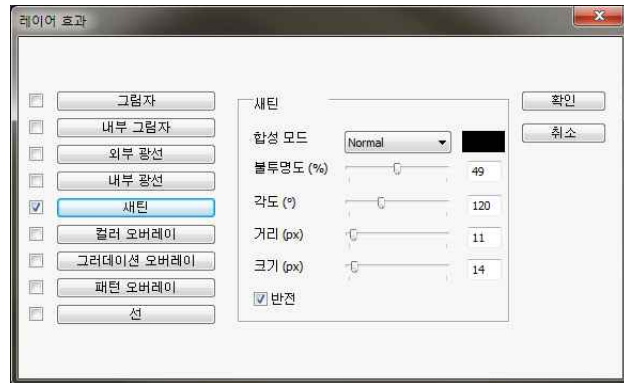 레이어 효과
그림자
내부 그림자
외부 광선
내부 광선
새틴
컬러 오버레이
그러데이션 오버레이
패턴 오버레이
선
새틴
합성 모드 Normal
불투명도 (%) 49
각도 (º) 120
거리 (px) 11
크기 (px) 14
반전
확인
취소